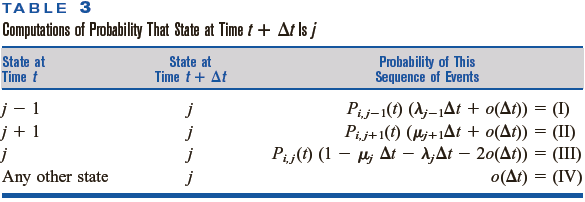 TABLE 3
Computations of Probability That State at Time t + Δt Is j
State at Time t State at Time t + Δt Probability of This Sequence of Events
j − 1 j P_{i,j−1}(t) (λ_{j−1}Δt + o(Δt)) = (I)
j + 1 j P_{i,j+1}(t) (μ_{j+1}Δt + o(Δt)) = (II)
j j P_{i,j}(t) (1 − μ_j Δt − λ_jΔt − 2o(Δt)) = (III)
Any other state j o(Δt) = (IV)